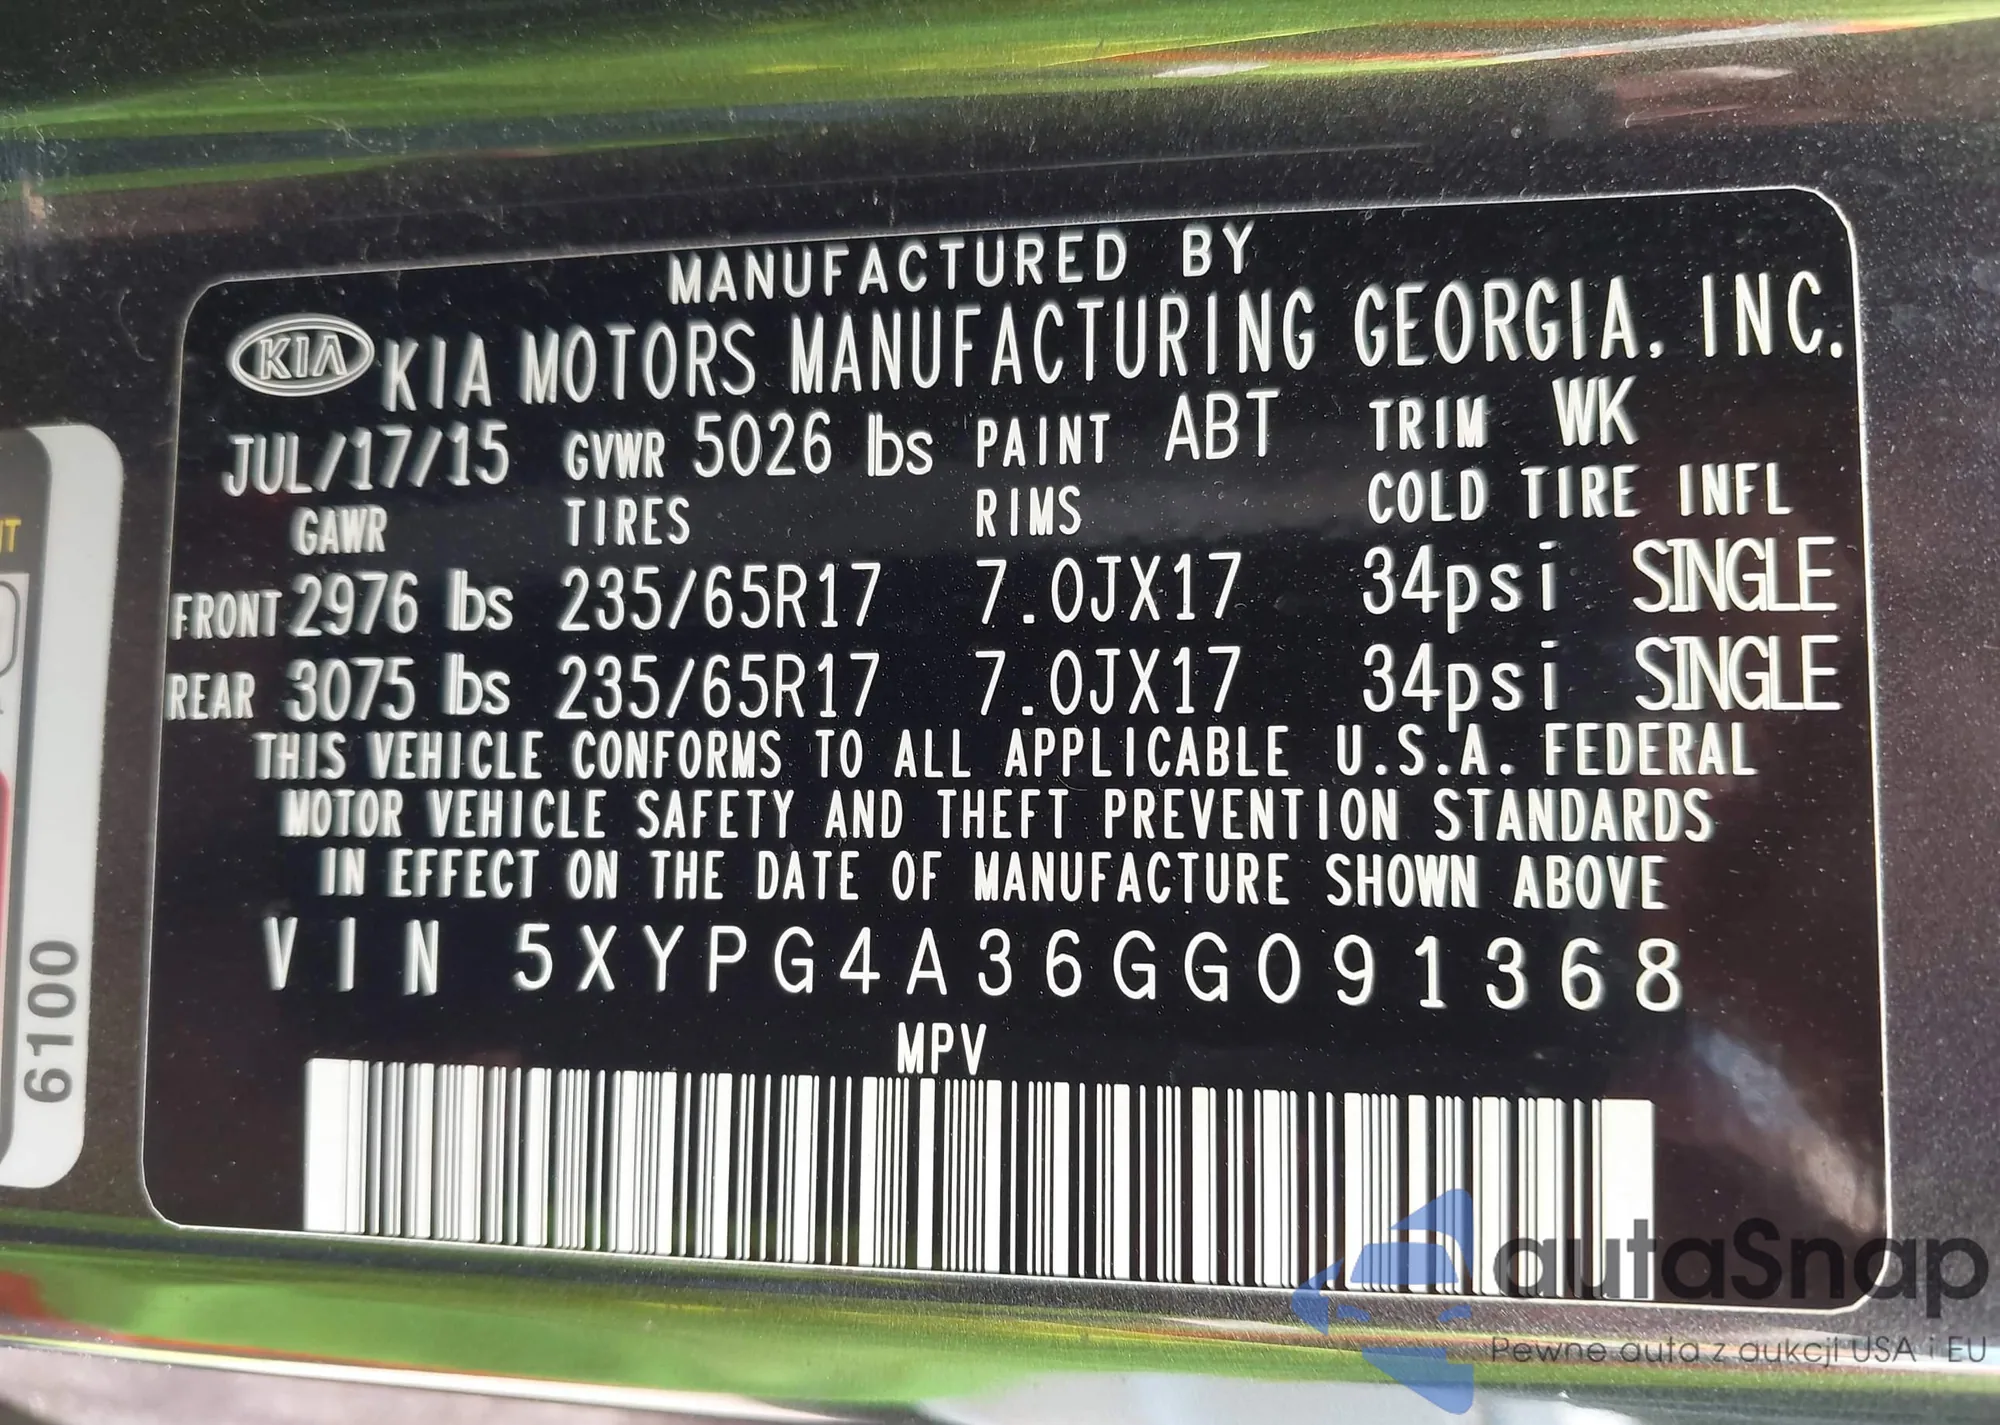 MANUFACTURED BY
KIA KIA MOTORS MANUFACTURING GEORGIA, INC.
JUL/17/15 GVWR 5026 lbs PAINT ABT TRIM WK
GAWR TIRES RIMS COLD TIRE INFL
FRONT 2976 lbs 235/65R17 7.0JX17 34psi SINGLE
REAR 3075 lbs 235/65R17 7.0JX17 34psi SINGLE
THIS VEHICLE CONFORMS TO ALL APPLICABLE U.S.A. FEDERAL
MOTOR VEHICLE SAFETY AND THEFT PREVENTION STANDARDS
IN EFFECT ON THE DATE OF MANUFACTURE SHOWN ABOVE
VIN 5XYPG4A36GG091368
MPV
6100
autaSnap
Pewne auta z aukcji USA i EU